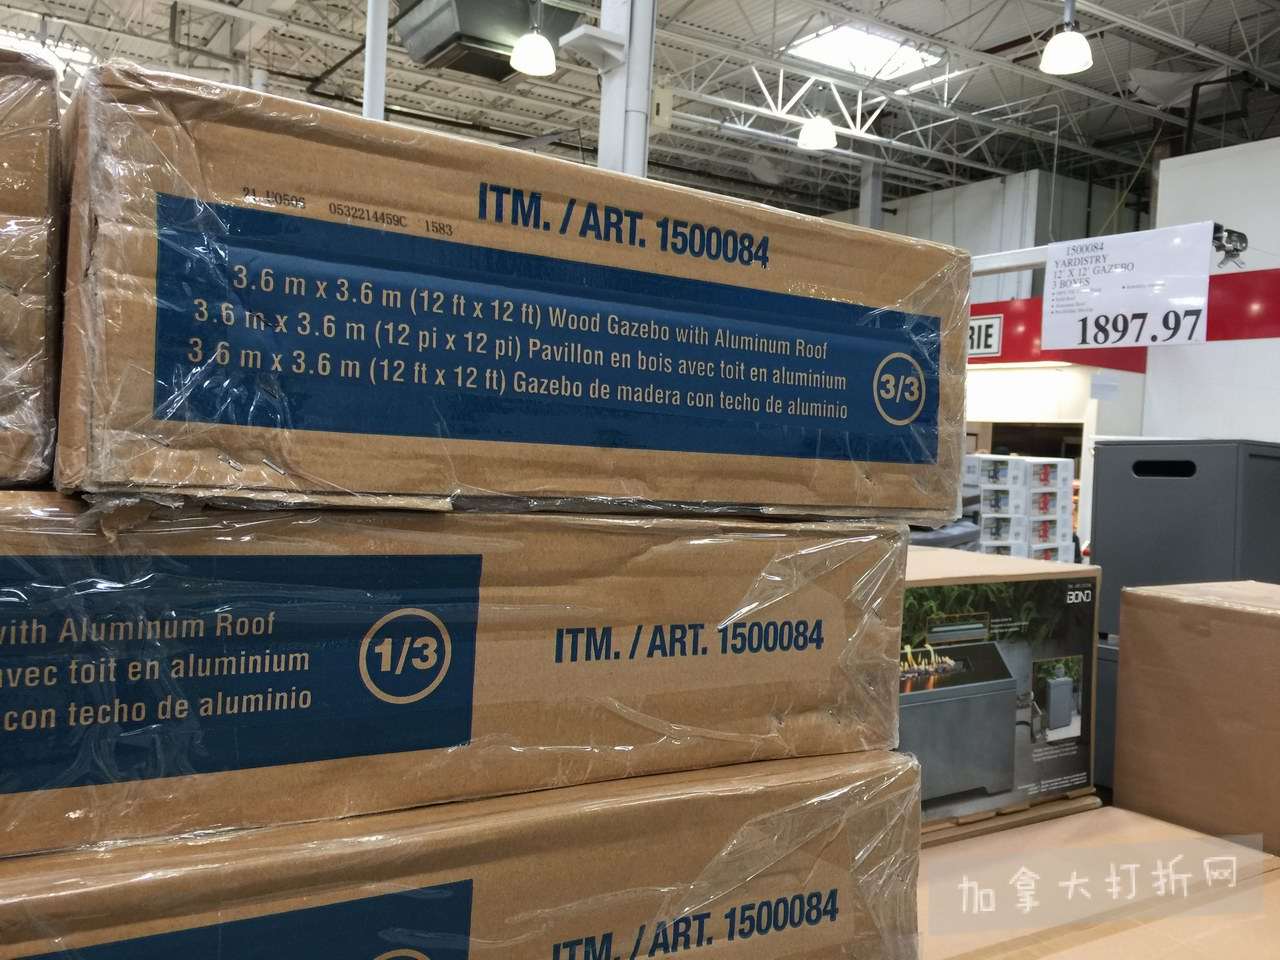 21 U0505 0532214459C 1583
ITM. / ART. 1500084
3.6 m x 3.6 m (12 ft x 12 ft) Wood Gazebo with Aluminum Roof
3.6 m x 3.6 m (12 pi x 12 pi) Pavillon en bois avec toit en aluminium
3.6 m x 3.6 m (12 ft x 12 ft) Gazebo de madera con techo de aluminio
3/3
1500084
YARDISTRY
12' X 12' GAZEBO
3 BOXES
1897.97
RIE
with Aluminum Roof
avec toit en aluminium
con techo de aluminio
1/3
ITM. / ART. 1500084
BOND
ITM. / ART. 1500084
加拿大打折网